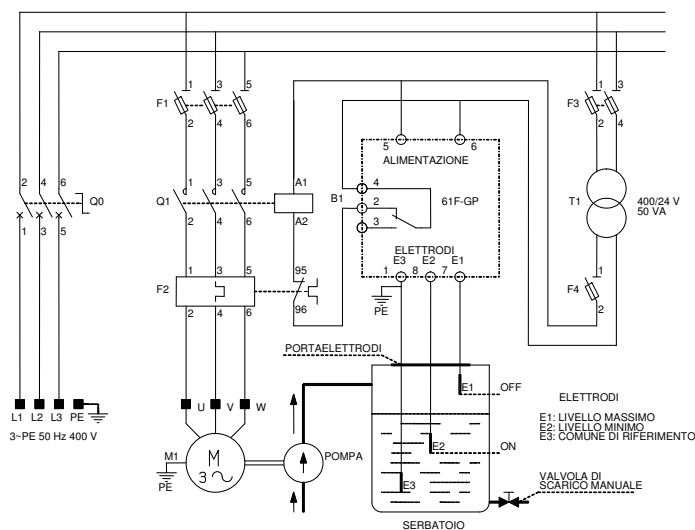 1 3 5
F1
2 4 6
1 3
F3
2 4
5 6
ALIMENTAZIONE
2 4 6
Q0
1 3 5
1 3 5
Q1
2 4 6
A1
A2
B1
4
2
3
61F-GP
T1
400/24 V
50 VA
ELETTRODI
E3 E2 E1
1 8 7
PE
1 3 5
F2
2 4 6
95
96
1
F4
2
PORTAELETTRODI
L1 L2 L3 PE
3~PE 50 Hz 400 V
U V W
E1 OFF
ELETTRODI
E1: LIVELLO MASSIMO
E2: LIVELLO MINIMO
E3: COMUNE DI RIFERIMENTO
ON
E2
M1
M
3
PE
POMPA
E3
VALVOLA DI
SCARICO MANUALE
SERBATOIO